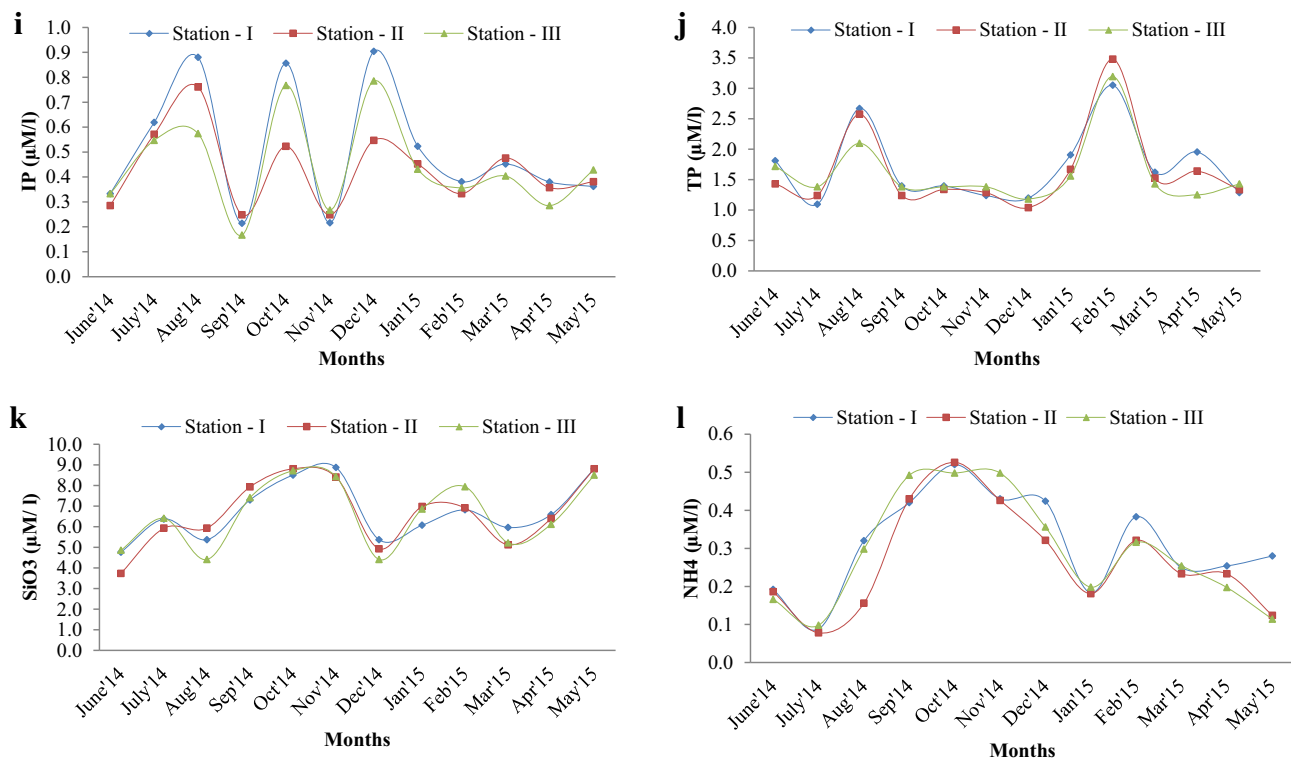 i
Station - I Station - II Station - III
1.0
0.9
0.8
0.7
0.6
0.5
0.4
0.3
0.2
0.1
0.0
IP (µM/l)
June'14 July'14 Aug'14 Sep'14 Oct'14 Nov'14 Dec'14 Jan'15 Feb'15 Mar'15 Apr'15 May'15
Months
j
Station - I Station - II Station - III
4.0
3.5
3.0
2.5
2.0
1.5
1.0
0.5
0.0
TP (µM/l)
June'14 July'14 Aug'14 Sep'14 Oct'14 Nov'14 Dec'14 Jan'15 Feb'15 Mar'15 Apr'15 May'15
Months
k
Station - I Station - II Station - III
10.0
9.0
8.0
7.0
6.0
5.0
4.0
3.0
2.0
1.0
0.0
SiO3 (µM/ l)
June'14 July'14 Aug'14 Sep'14 Oct'14 Nov'14 Dec'14 Jan'15 Feb'15 Mar'15 Apr'15 May'15
Months
l
Station - I Station - II Station - III
0.6
0.5
0.4
0.3
0.2
0.1
0.0
NH4 (µM/l)
June'14 July'14 Aug'14 Sep'14 Oct'14 Nov'14 Dec'14 Jan'15 Feb'15 Mar'15 Apr'15 May'15
Months